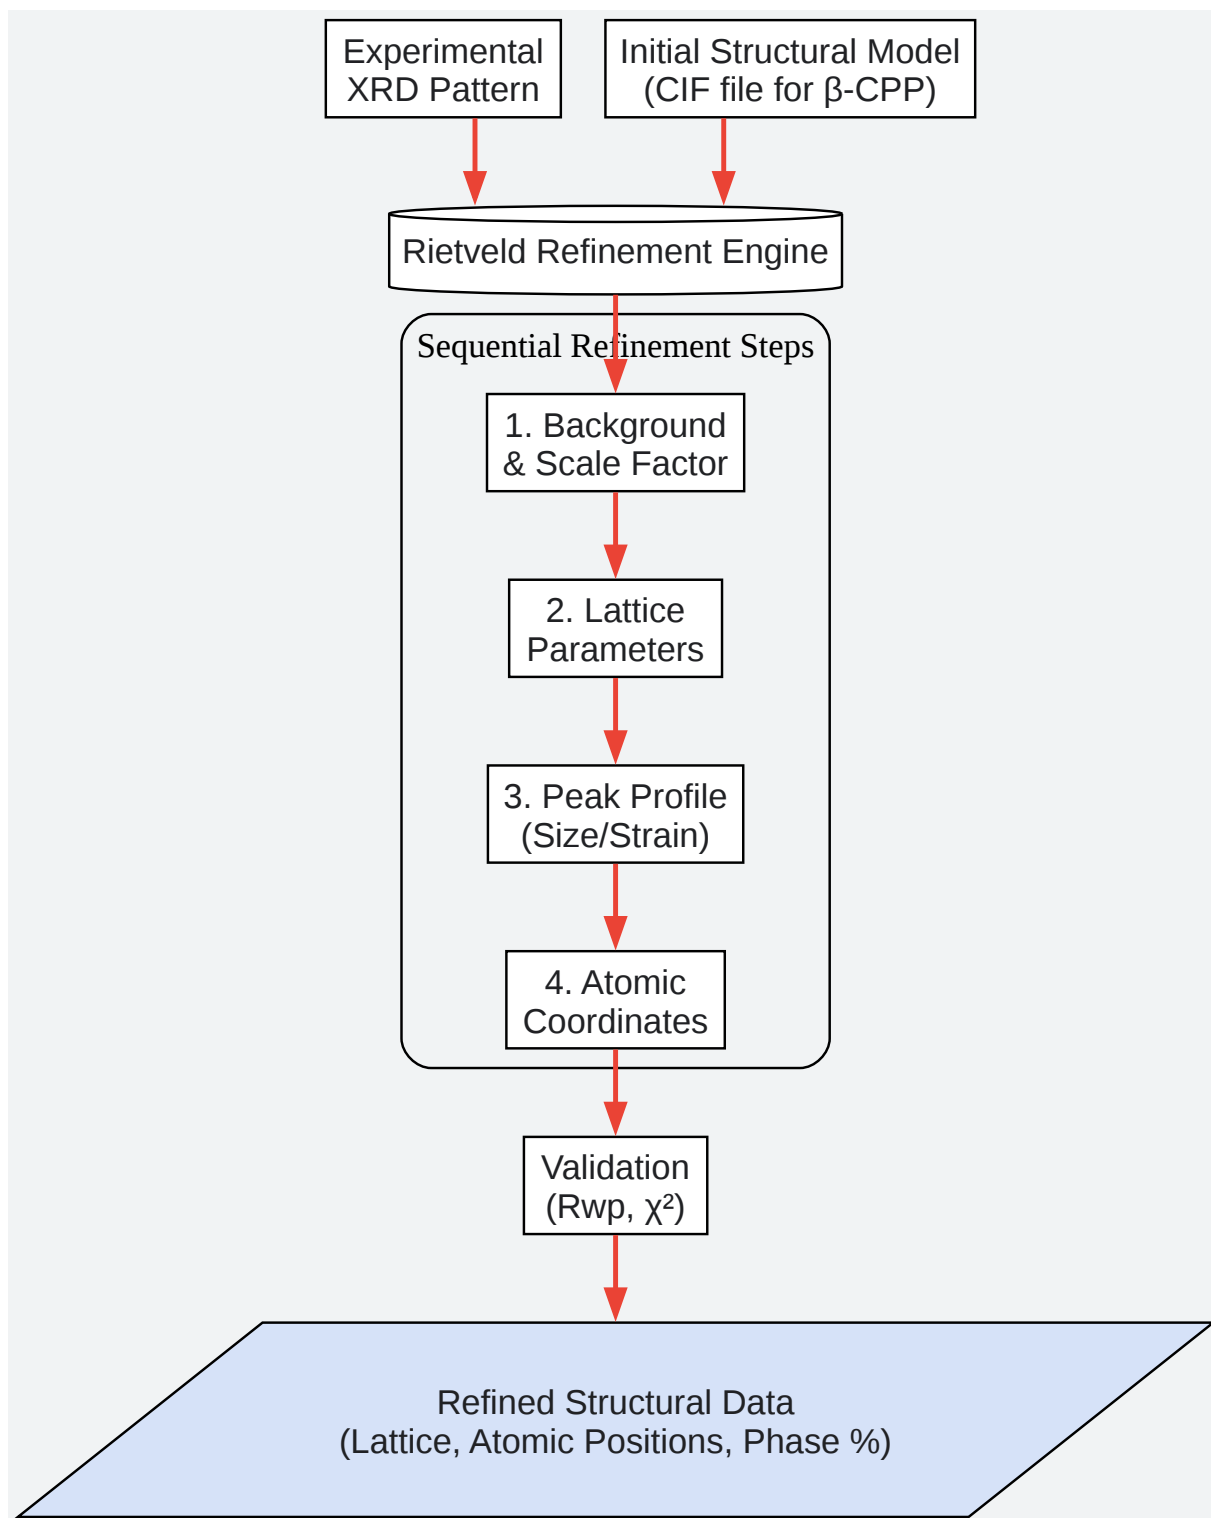 Experimental
XRD Pattern
Initial Structural Model
(CIF file for β-CPP)
Rietveld Refinement Engine
Sequential Refinement Steps
1. Background
& Scale Factor
2. Lattice
Parameters
3. Peak Profile
(Size/Strain)
4. Atomic
Coordinates
Validation
(Rwp, χ²)
Refined Structural Data
(Lattice, Atomic Positions, Phase %)